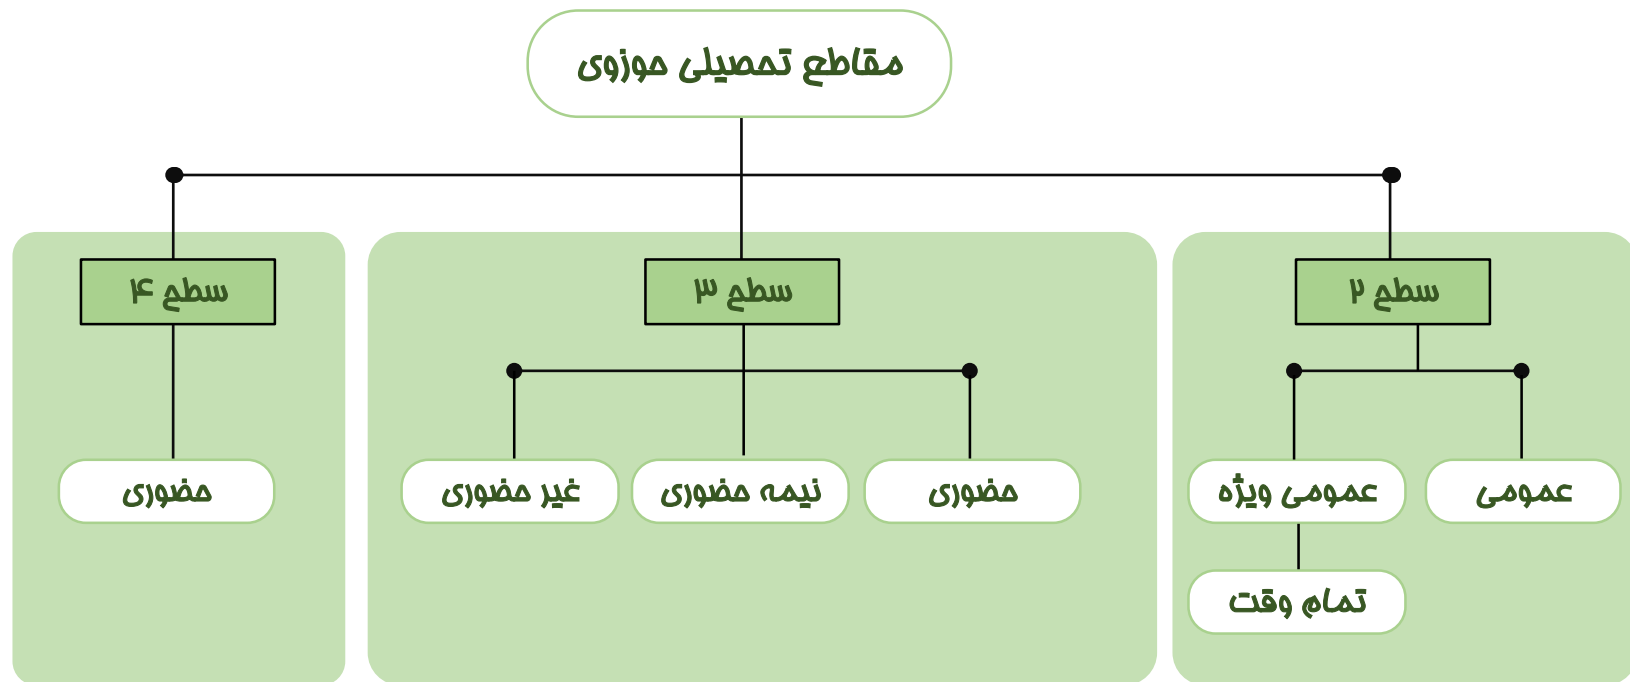 مقاطع تحصیلی حوزوی
سطح ۲
سطح ۳
سطح ۴
عمومی
عمومی ویژه
حضوری
نیمه حضوری
غیر حضوری
حضوری
تمام وقت